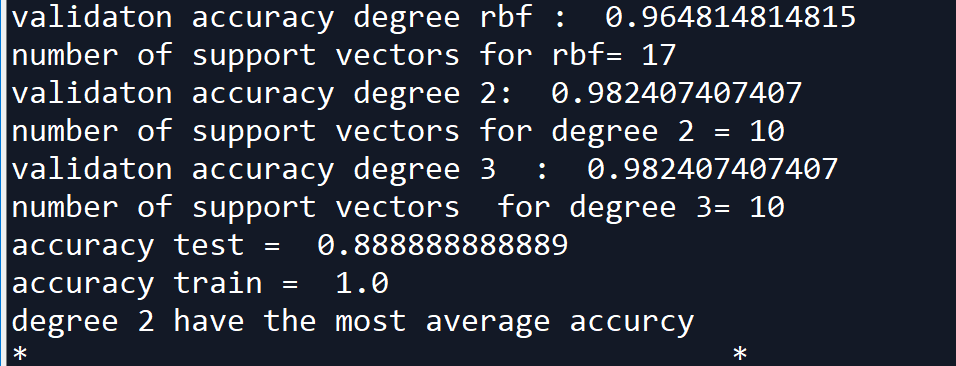 validaton accuracy degree rbf :  0.964814814815
number of support vectors for rbf= 17
validaton accuracy degree 2:  0.982407407407
number of support vectors for degree 2 = 10
validaton accuracy degree 3  :  0.982407407407
number of support vectors  for degree 3= 10
accuracy test =  0.888888888889
accuracy train =  1.0
degree 2 have the most average accurcy
*                                       *